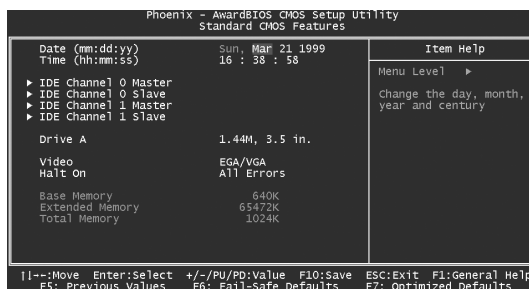 Phoenix - AwardBIOS CMOS Setup Utility
Standard CMOS Features
Date (mm:dd:yy) Sun, Mar 21 1999
Time (hh:mm:ss) 16 : 38 : 58
▶ IDE Channel 0 Master
▶ IDE Channel 0 Slave
▶ IDE Channel 1 Master
▶ IDE Channel 1 Slave
Drive A 1.44M, 3.5 in.
Video EGA/VGA
Halt On All Errors
Base Memory 640K
Extended Memory 65472K
Total Memory 1024K
Item Help
Menu Level ▶
Change the day, month,
year and century
↑↓→←:Move Enter:Select +/-/PU/PD:Value F10:Save ESC:Exit F1:General Help
F5: Previous Values F6: Fail-Safe Defaults F7: Optimized Defaults